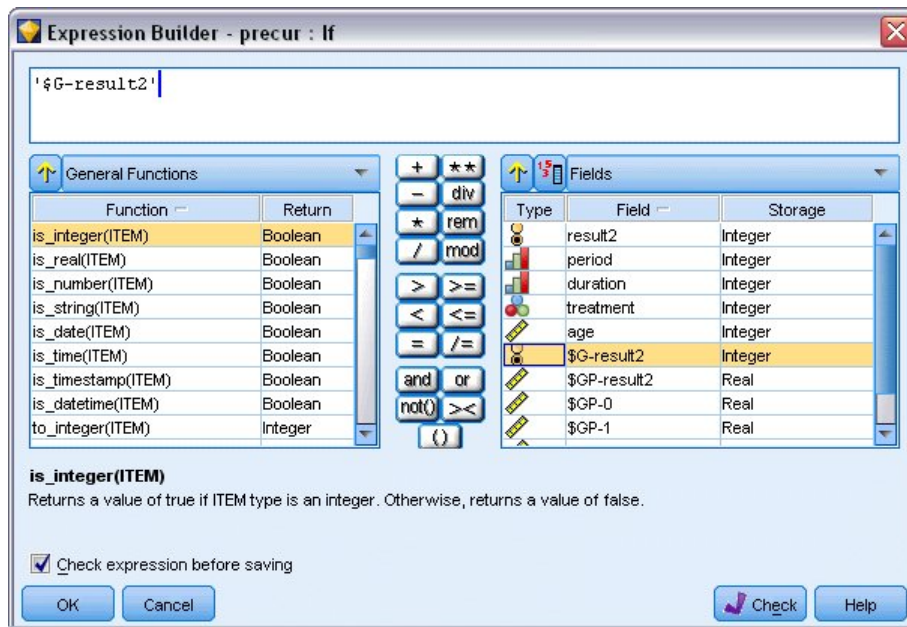 Expression Builder - precur : If
'$G-result2'
General Functions
Function Return
is_integer(ITEM) Boolean
is_real(ITEM) Boolean
is_number(ITEM) Boolean
is_string(ITEM) Boolean
is_date(ITEM) Boolean
is_time(ITEM) Boolean
is_timestamp(ITEM) Boolean
is_datetime(ITEM) Boolean
to_integer(ITEM) Integer
+ **
- div
* rem
/ mod
> >=
< <=
= /=
and or
not() ><
()
Fields
Type Field Storage
result2 Integer
period Integer
duration Integer
treatment Integer
age Integer
$G-result2 Integer
$GP-result2 Real
$GP-0 Real
$GP-1 Real
is_integer(ITEM)
Returns a value of true if ITEM type is an integer. Otherwise, returns a value of false.
Check expression before saving
OK Cancel Check Help